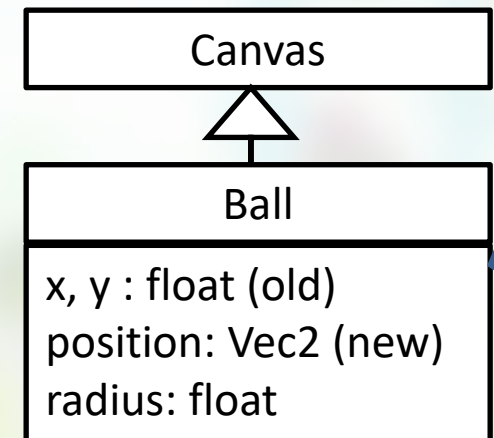 Canvas
Ball
x, y : float (old)
position: Vec2 (new)
radius: float